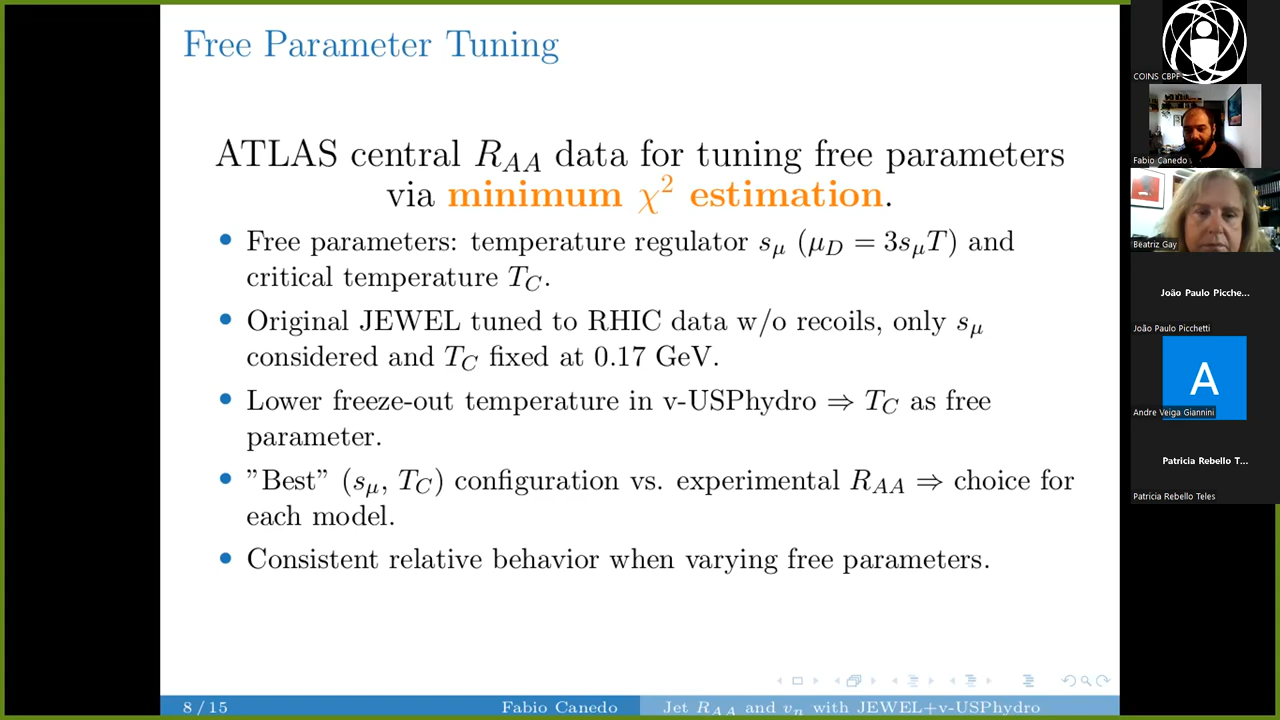 Free Parameter Tuning
ATLAS central R_AA data for tuning free parameters
via minimum χ² estimation.
• Free parameters: temperature regulator s_μ (μ_D = 3s_μT) and
critical temperature T_C.
• Original JEWEL tuned to RHIC data w/o recoils, only s_μ
considered and T_C fixed at 0.17 GeV.
• Lower freeze-out temperature in v-USPhydro ⇒ T_C as free
parameter.
• ”Best” (s_μ, T_C) configuration vs. experimental R_AA ⇒ choice for
each model.
• Consistent relative behavior when varying free parameters.
8 / 15
Fabio Canedo
Jet R_AA and v_n with JEWEL+v-USPhydro
COINS CBPF
Fabio Canedo
Beatriz Gay
João Paulo Picche...
João Paulo Picchetti
A
Andre Veiga Giannini
Patricia Rebello T...
Patricia Rebello Teles